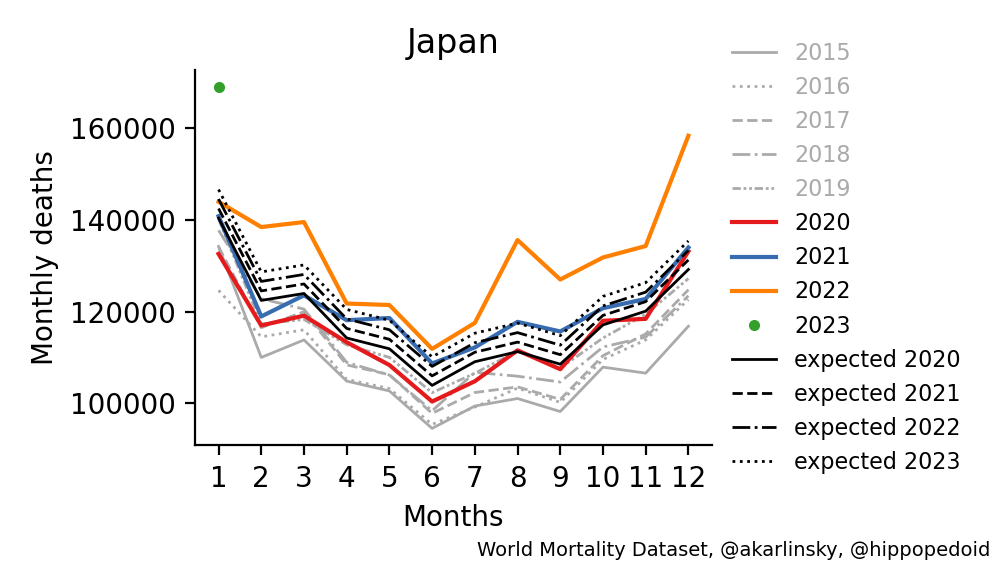 Japan
Monthly deaths
160000
140000
120000
100000
1 2 3 4 5 6 7 8 9 10 11 12
Months
2015
2016
2017
2018
2019
2020
2021
2022
2023
expected 2020
expected 2021
expected 2022
expected 2023
World Mortality Dataset, @akarlinsky, @hippopedoid